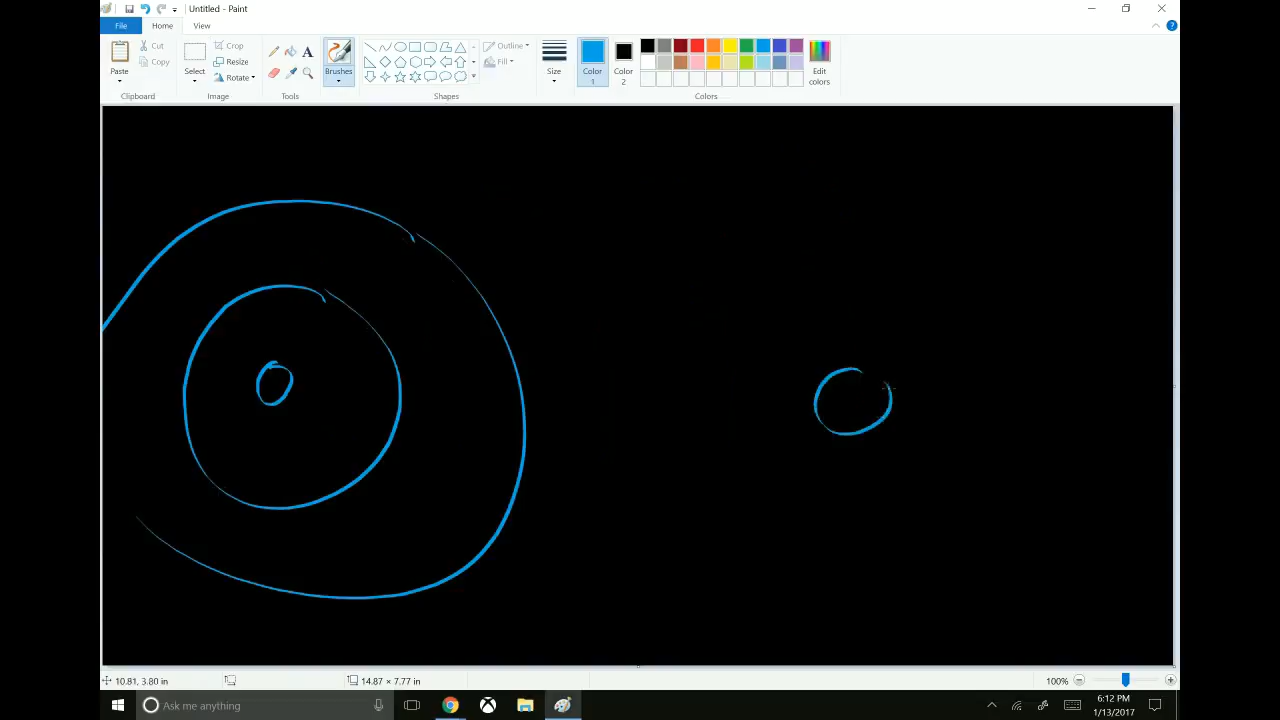 Untitled - Paint
File Home View
Paste
Cut
Copy
Clipboard
Select
Crop
Resize
Rotate
Image
Tools
Brushes
Shapes
Outline
Fill
Size
Color 1
Color 2
Edit colors
Colors
10.81, 3.80 in
14.87 × 7.77 in
100%
Ask me anything
6:12 PM
1/13/2017